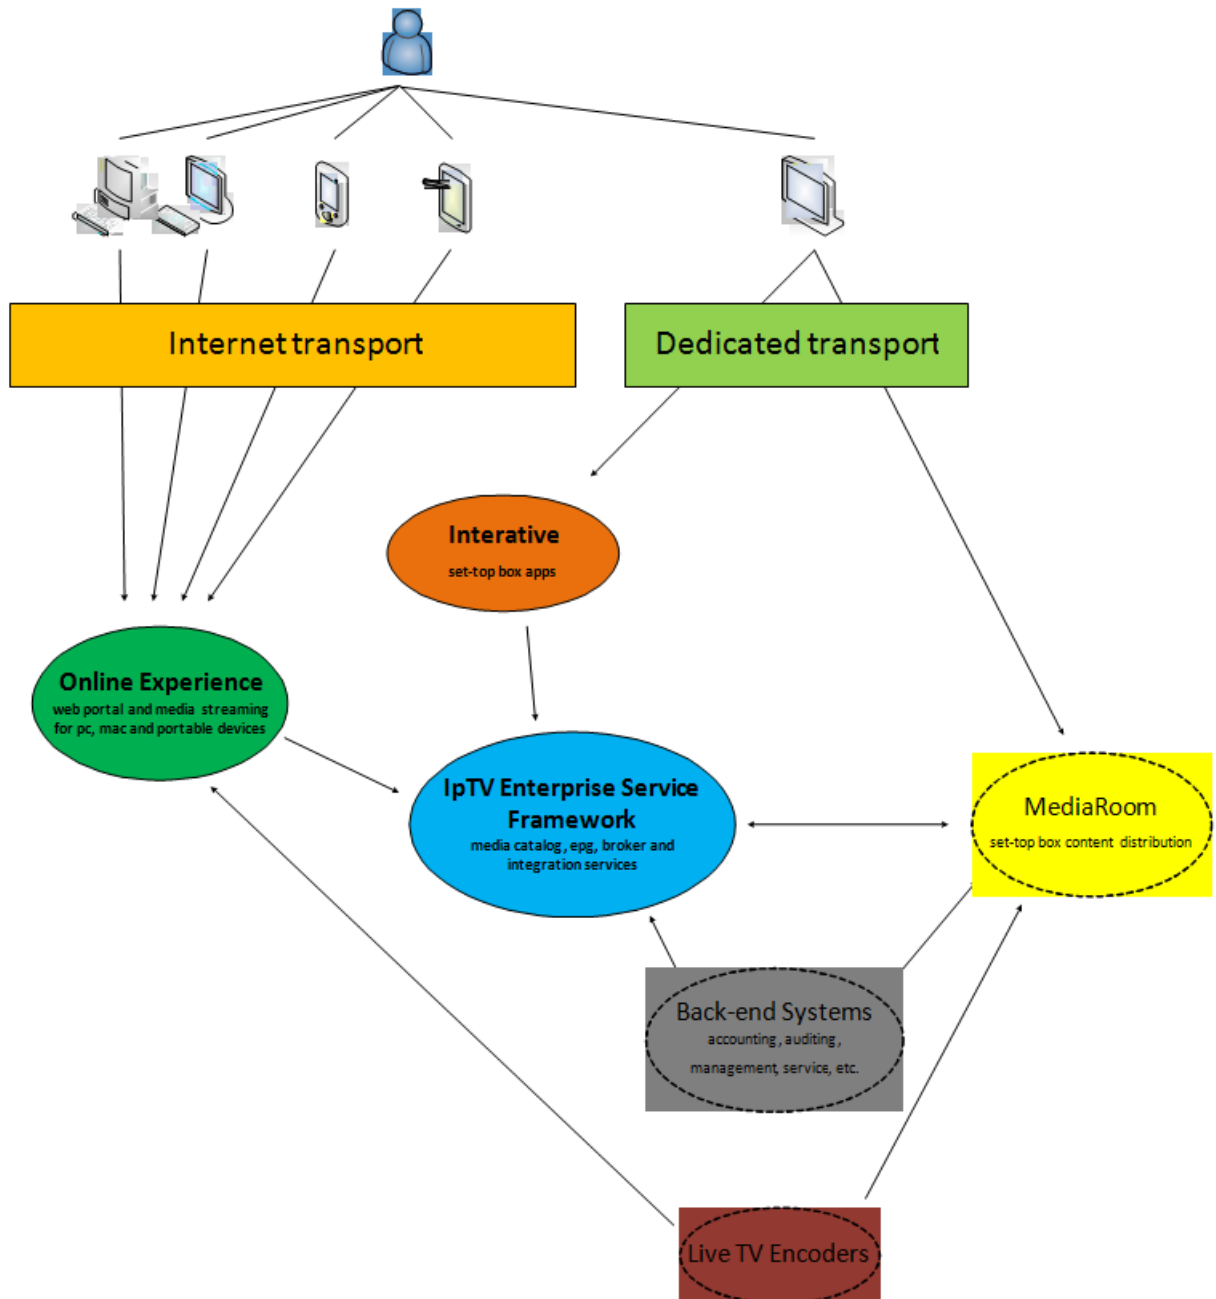 Internet transport
Dedicated transport
Interative
set-top box apps
Online Experience
web portal and media streaming
for pc, mac and portable devices
IpTV Enterprise Service
Framework
media catalog, epg, broker and
integration services
MediaRoom
set-top box content distribution
Back-end Systems
accounting, auditing,
management, service, etc.
Live TV Encoders